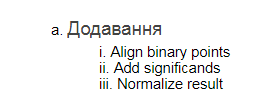 a. Додавання
i. Align binary points
ii. Add significands
iii. Normalize result